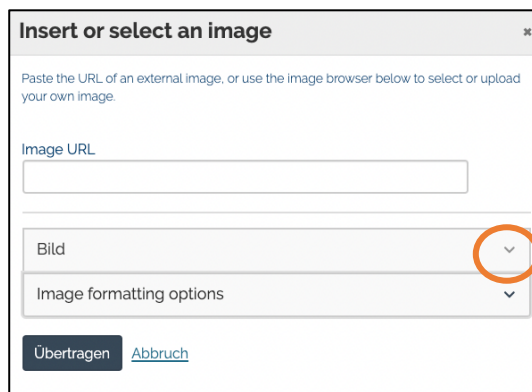 Insert or select an image
Paste the URL of an external image, or use the image browser below to select or upload
your own image.
Image URL
Bild
Image formatting options
Übertragen Abbruch